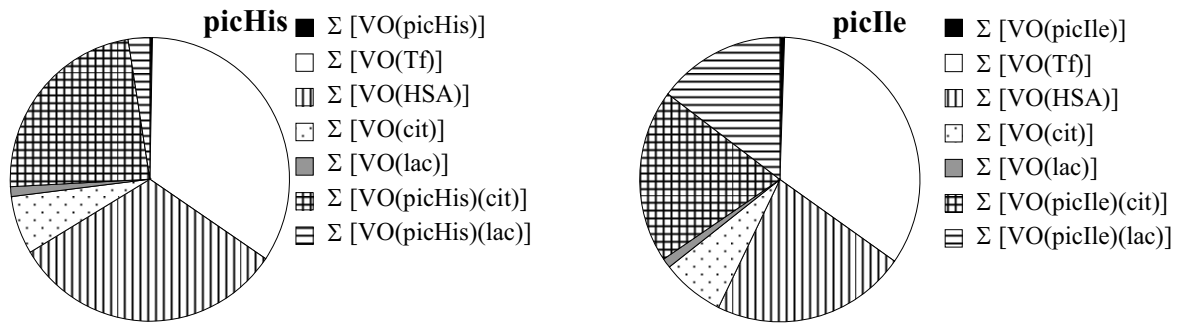 picHis
Σ [VO(picHis)]
Σ [VO(Tf)]
Σ [VO(HSA)]
Σ [VO(cit)]
Σ [VO(lac)]
Σ [VO(picHis)(cit)]
Σ [VO(picHis)(lac)]
picIle
Σ [VO(picIle)]
Σ [VO(Tf)]
Σ [VO(HSA)]
Σ [VO(cit)]
Σ [VO(lac)]
Σ [VO(picIle)(cit)]
Σ [VO(picIle)(lac)]